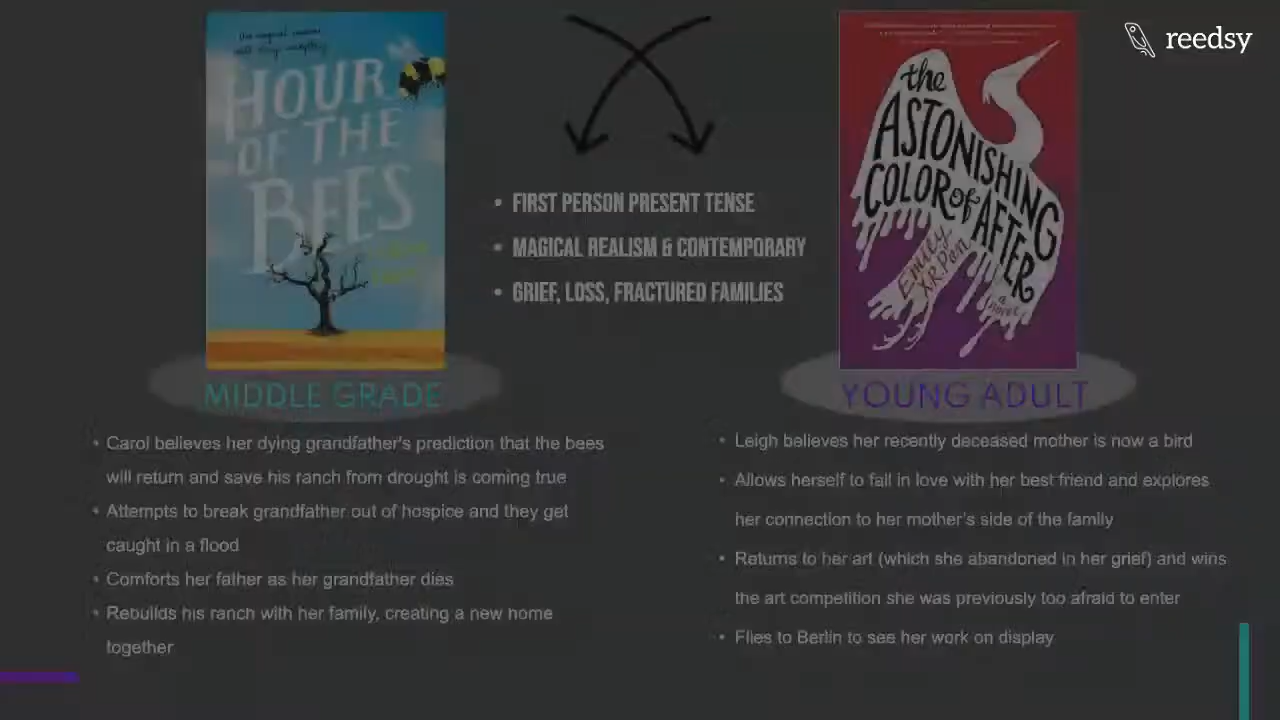 reedsy
HOUR
OF THE
BEES
the
ASTONISHING
COLOR of
AFTER
Emily
X.R. Pan
a
novel
• FIRST PERSON PRESENT TENSE
• MAGICAL REALISM & CONTEMPORARY
• GRIEF, LOSS, FRACTURED FAMILIES
MIDDLE GRADE
• Carol believes her dying grandfather's prediction that the bees
will return and save his ranch from drought is coming true
• Attempts to break grandfather out of hospice and they get
caught in a flood
• Comforts her father as her grandfather dies
• Rebuilds his ranch with her family, creating a new home
together
YOUNG ADULT
• Leigh believes her recently deceased mother is now a bird
• Allows herself to fall in love with her best friend and explores
her connection to her mother's side of the family
• Returns to her art (which she abandoned in her grief) and wins
the art competition she was previously too afraid to enter
• Flies to Berlin to see her work on display